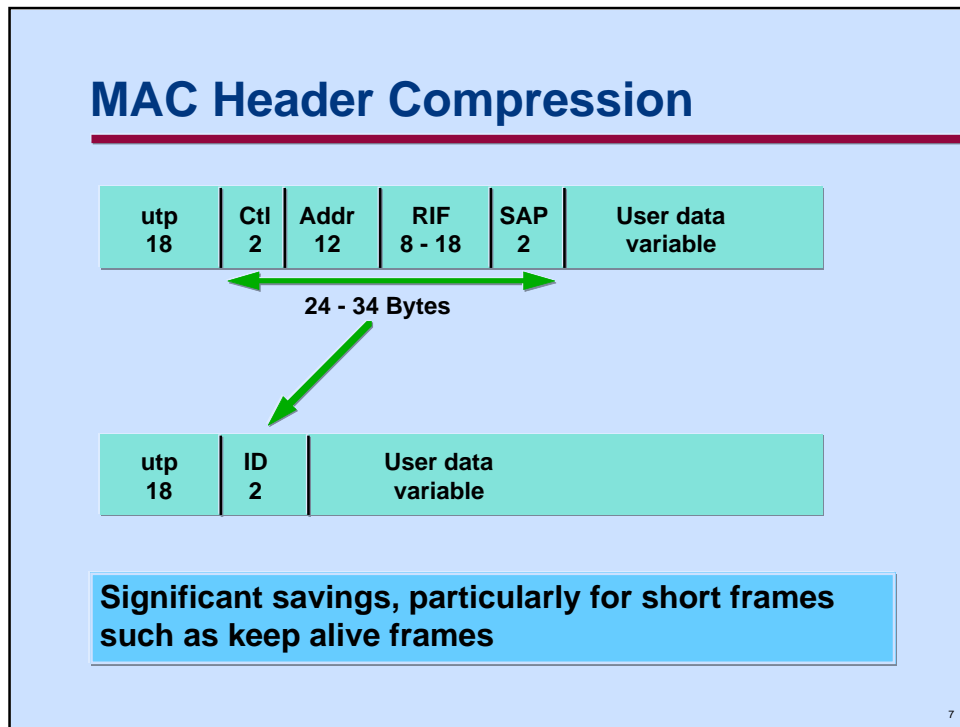 MAC Header Compression
utp Ctl Addr RIF SAP User data
18 2 12 8 - 18 2 variable
24 - 34 Bytes
utp ID User data
18 2 variable
Significant savings, particularly for short frames
such as keep alive frames
7